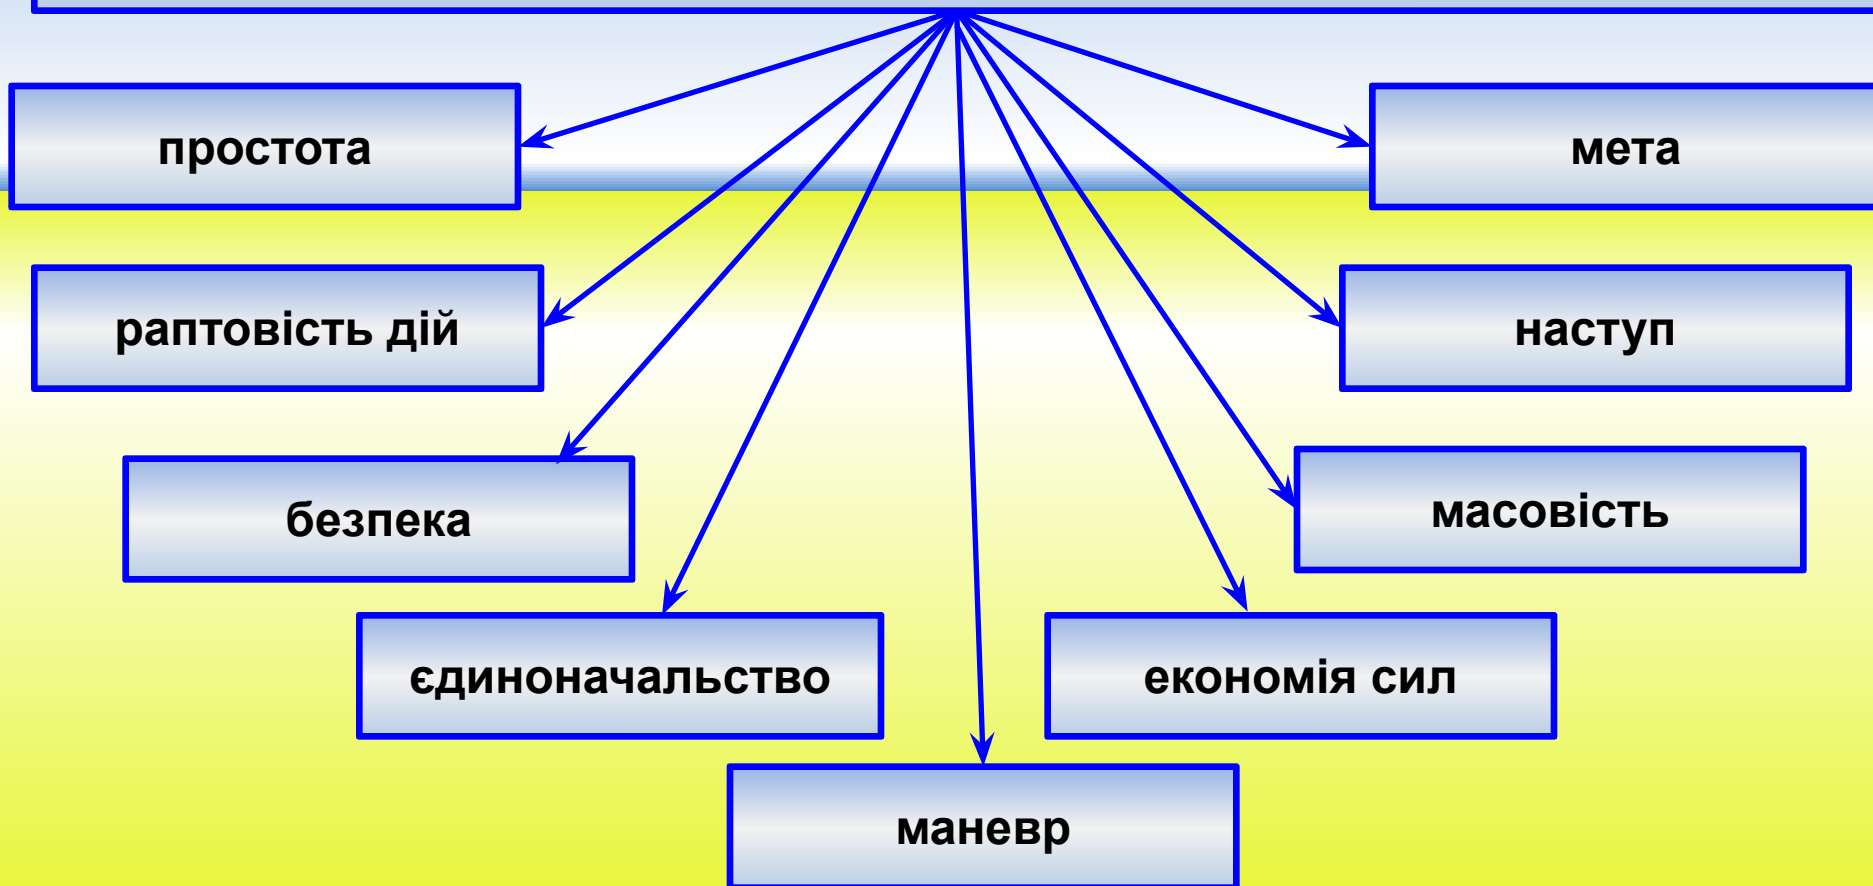 простота
мета
раптовість дій
наступ
безпека
масовість
єдиноначальство
економія сил
маневр